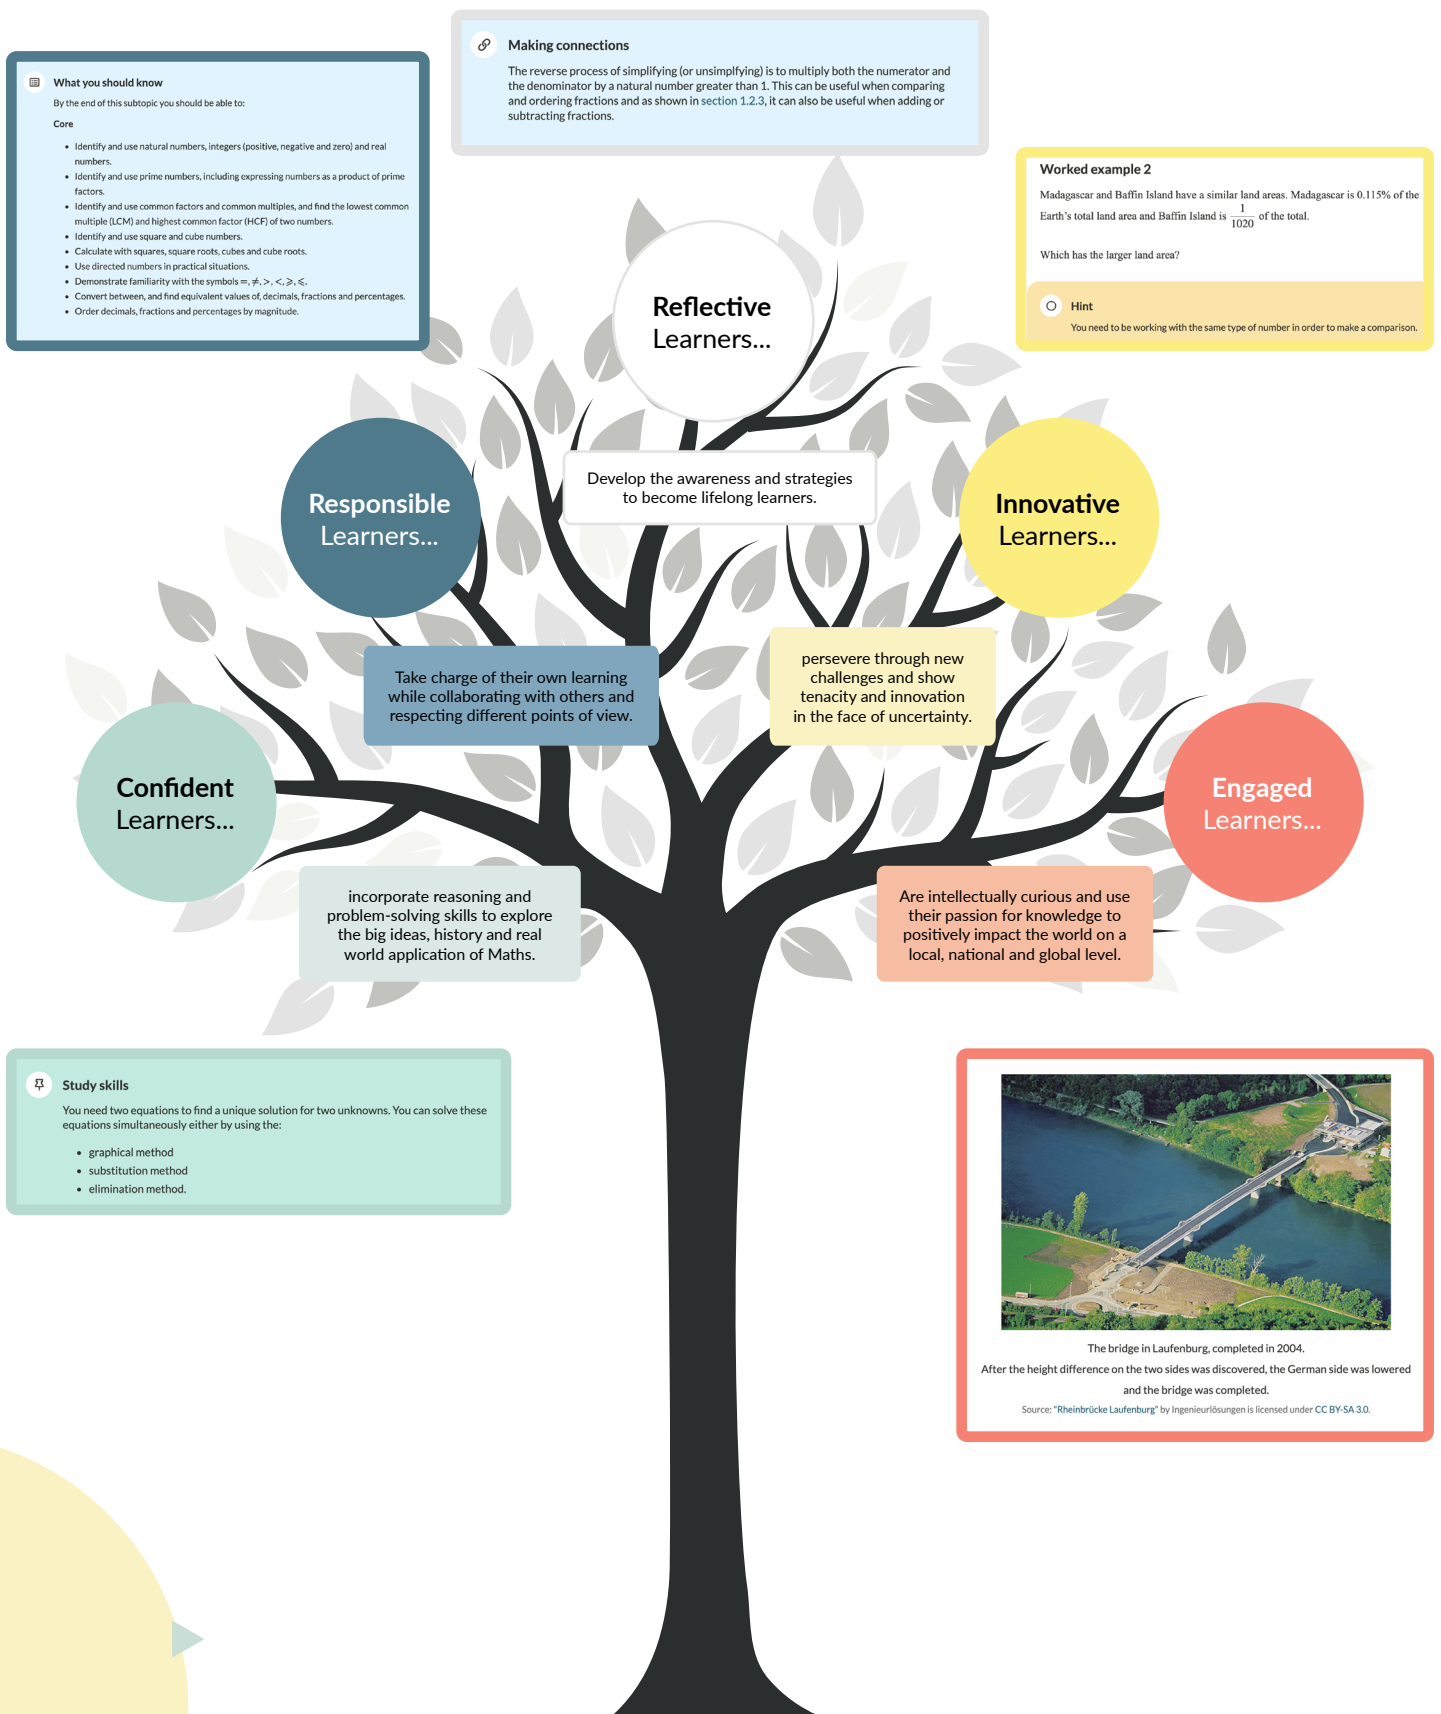 Making connections
The reverse process of simplifying (or unsimplfying) is to multiply both the numerator and
the denominator by a natural number greater than 1. This can be useful when comparing
and ordering fractions and as shown in section 1.2.3, it can also be useful when adding or
subtracting fractions.
What you should know
By the end of this subtopic you should be able to:
Core
• Identify and use natural numbers, integers (positive, negative and zero) and real
numbers.
• Identify and use prime numbers, including expressing numbers as a product of prime
factors.
• Identify and use common factors and common multiples, and find the lowest common
multiple (LCM) and highest common factor (HCF) of two numbers.
• Identify and use square and cube numbers.
• Calculate with squares, square roots, cubes and cube roots.
• Use directed numbers in practical situations.
• Demonstrate familiarity with the symbols =, ≠, >, <, ⩾, ⩽.
• Convert between, and find equivalent values of, decimals, fractions and percentages.
• Order decimals, fractions and percentages by magnitude.
Worked example 2
Madagascar and Baffin Island have a similar land areas. Madagascar is 0.115% of the
Earth's total land area and Baffin Island is 1/1020 of the total.
Which has the larger land area?
Hint
You need to be working with the same type of number in order to make a comparison.
Reflective
Learners...
Develop the awareness and strategies
to become lifelong learners.
Responsible
Learners...
Take charge of their own learning
while collaborating with others and
respecting different points of view.
Innovative
Learners...
persevere through new
challenges and show
tenacity and innovation
in the face of uncertainty.
Confident
Learners...
incorporate reasoning and
problem-solving skills to explore
the big ideas, history and real
world application of Maths.
Engaged
Learners...
Are intellectually curious and use
their passion for knowledge to
positively impact the world on a
local, national and global level.
Study skills
You need two equations to find a unique solution for two unknowns. You can solve these
equations simultaneously either by using the:
• graphical method
• substitution method
• elimination method.
The bridge in Laufenburg, completed in 2004.
After the height difference on the two sides was discovered, the German side was lowered
and the bridge was completed.
Source: "Rheinbrücke Laufenburg" by Ingenieurlösungen is licensed under CC BY-SA 3.0.